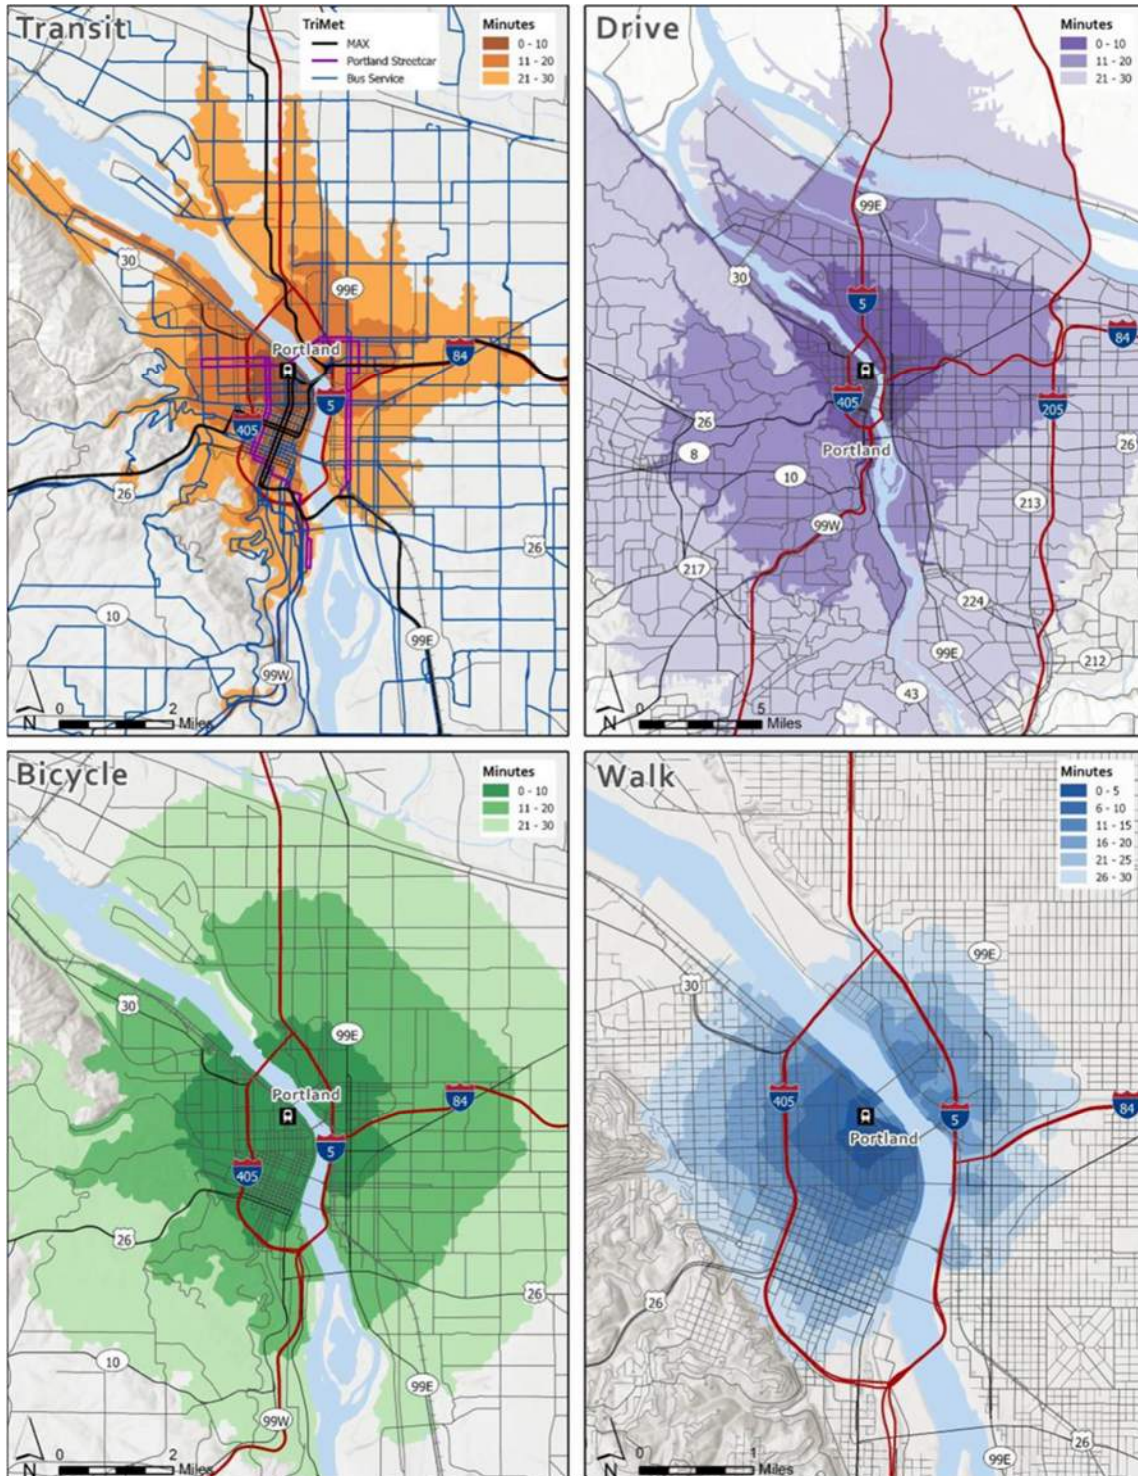 Transit
TriMet
MAX
Portland Streetcar
Bus Service
Minutes
0 - 10
11 - 20
21 - 30
30
99E
Portland
84
5
405
26
26
10
99E
99W
N
0 2
Miles
Drive
Minutes
0 - 10
11 - 20
21 - 30
99E
30
5
84
405
205
26
26
8
Portland
10
213
99W
217
224
99E
212
43
N
0 5
Miles
Bicycle
Minutes
0 - 10
11 - 20
21 - 30
30
99E
Portland
84
5
405
26
26
10
99E
99W
N
0 2
Miles
Walk
Minutes
0 - 5
6 - 10
11 - 15
16 - 20
21 - 25
26 - 30
99E
30
405
5
84
Portland
26
26
99E
N
0 1
Miles